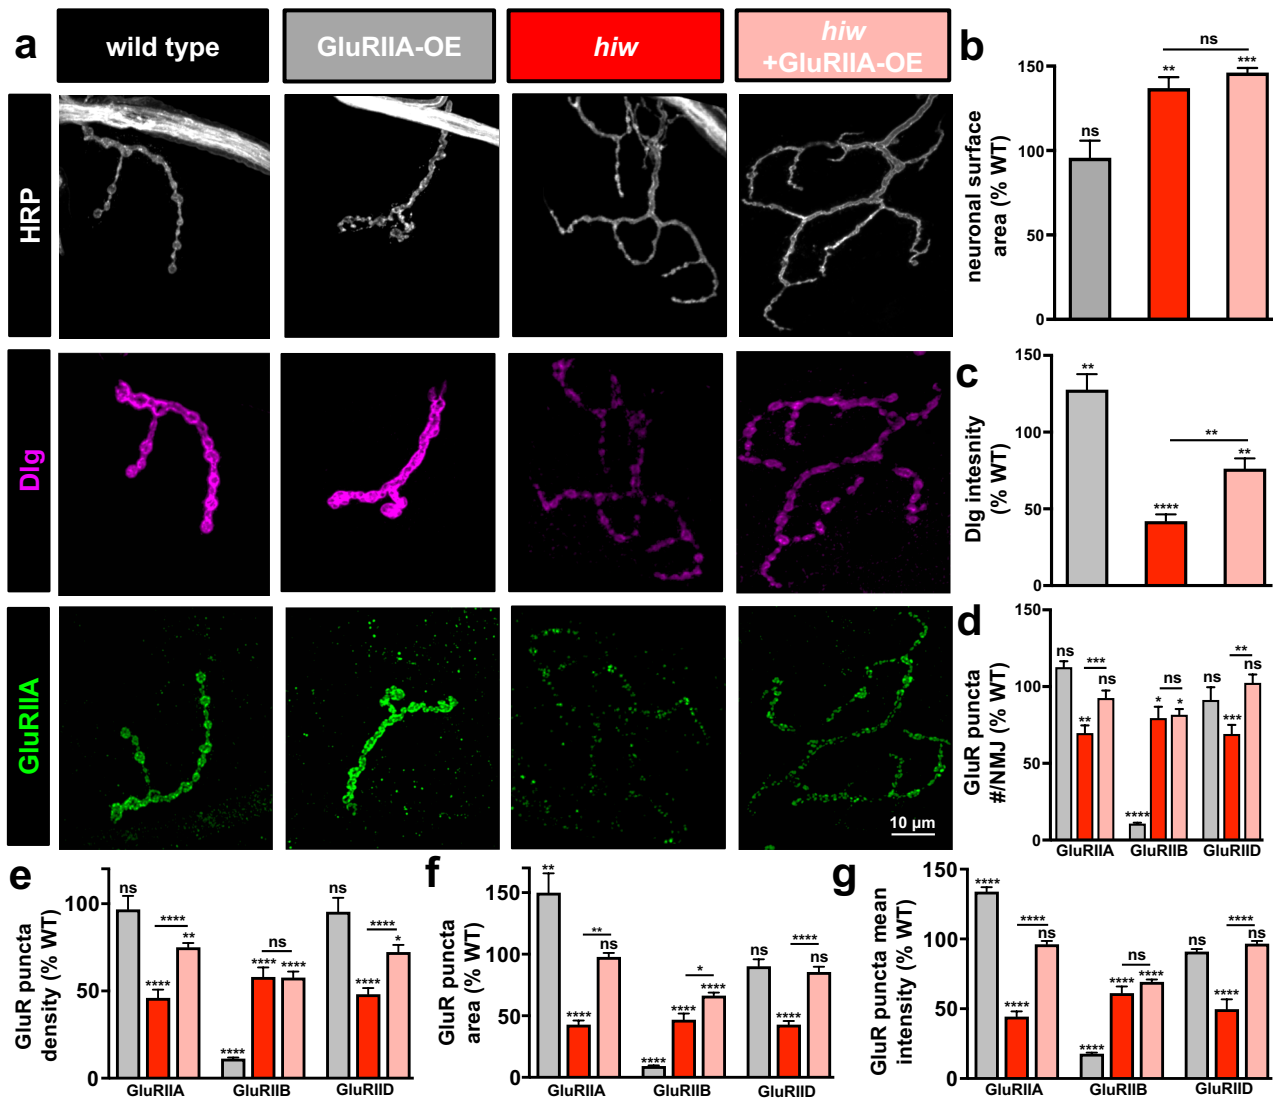 a
wild type
GluRIIA-OE
hiw
hiw
+GluRIIA-OE
HRP
Dlg
GluRIIA
10 µm
b
neuronal surface
area (% WT)
150
100
50
0
ns
**
***
ns
c
Dlg intesnity
(% WT)
150
100
50
0
**
****
**
**
d
GluR puncta
#/NMJ (% WT)
150
100
50
0
ns
**
***
ns
****
*
ns
*
ns
***
**
ns
GluRIIA
GluRIIB
GluRIID
e
GluR puncta
density (% WT)
100
50
0
ns
****
****
**
****
****
ns
****
ns
****
****
*
GluRIIA
GluRIIB
GluRIID
f
GluR puncta
area (% WT)
150
100
50
0
**
****
**
ns
****
****
*
****
ns
****
****
ns
GluRIIA
GluRIIB
GluRIID
g
GluR puncta mean
intensity (% WT)
150
100
50
0
****
****
****
ns
****
****
ns
****
ns
****
****
ns
GluRIIA
GluRIIB
GluRIID